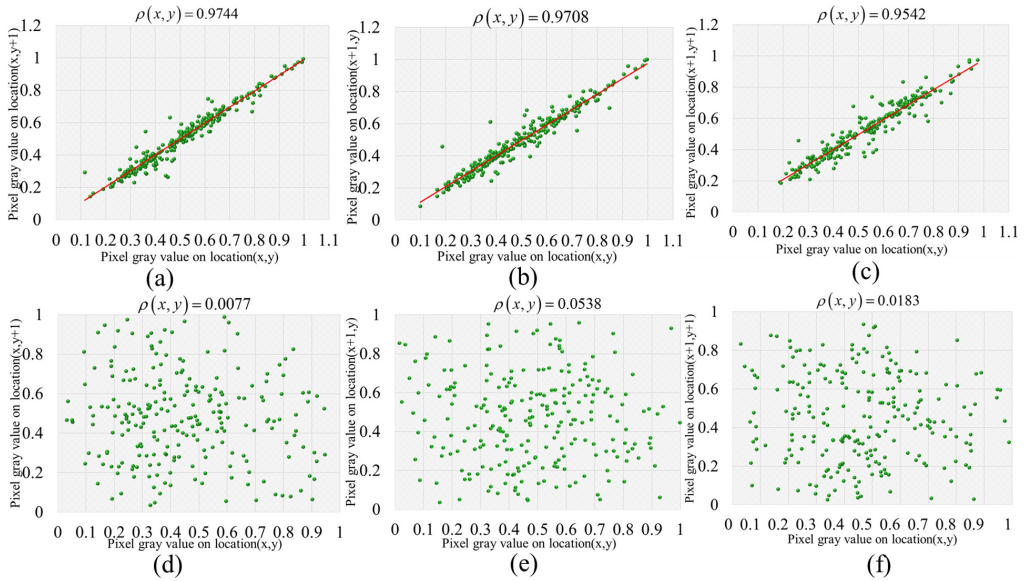 ρ(x, y) = 0.9744
Pixel gray value on location(x,y+1)
1.2
1
0.8
0.6
0.4
0.2
0
0 0.1 0.2 0.3 0.4 0.5 0.6 0.7 0.8 0.9 1 1.1
Pixel gray value on location(x,y)
(a)
ρ(x, y) = 0.9708
Pixel gray value on location(x+1,y)
1.2
1
0.8
0.6
0.4
0.2
0
0 0.1 0.2 0.3 0.4 0.5 0.6 0.7 0.8 0.9 1 1.1
Pixel gray value on location(x,y)
(b)
ρ(x, y) = 0.9542
Pixel gray value on location(x+1,y+1)
1.2
1
0.8
0.6
0.4
0.2
0
0 0.1 0.2 0.3 0.4 0.5 0.6 0.7 0.8 0.9 1 1.1
Pixel gray value on location(x,y)
(c)
ρ(x, y) = 0.0077
Pixel gray value on location(x,y+1)
1
0.8
0.6
0.4
0.2
0
0 0.1 0.2 0.3 0.4 0.5 0.6 0.7 0.8 0.9 1
Pixel gray value on location(x,y)
(d)
ρ(x, y) = 0.0538
Pixel gray value on location(x+1,y)
1
0.8
0.6
0.4
0.2
0
0 0.1 0.2 0.3 0.4 0.5 0.6 0.7 0.8 0.9 1
Pixel gray value on location(x,y)
(e)
ρ(x, y) = 0.0183
Pixel gray value on location(x+1,y+1)
1
0.8
0.6
0.4
0.2
0
0 0.1 0.2 0.3 0.4 0.5 0.6 0.7 0.8 0.9 1
Pixel gray value on location(x,y)
(f)